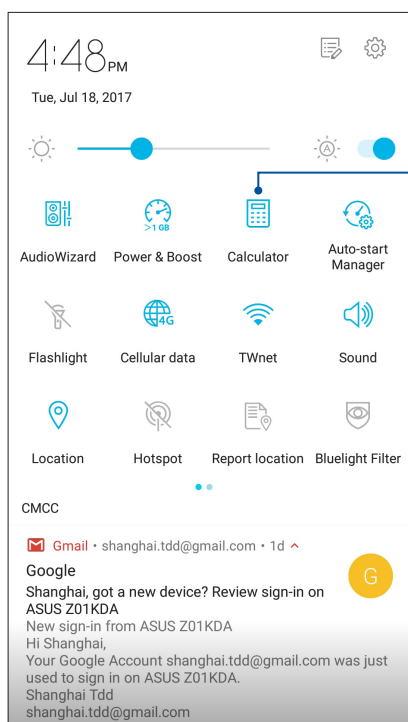 4:48 PM
Tue, Jul 18, 2017
A
>1 GB
AudioWizard Power & Boost Calculator Auto-start Manager
4G
Flashlight Cellular data TWnet Sound
Location Hotspot Report location Bluelight Filter
CMCC
Gmail • shanghai.tdd@gmail.com • 1d
Google
G
Shanghai, got a new device? Review sign-in on
ASUS Z01KDA
New sign-in from ASUS Z01KDA
Hi Shanghai,
Your Google Account shanghai.tdd@gmail.com was just
used to sign in on ASUS Z01KDA.
Shanghai Tdd
shanghai.tdd@gmail.com